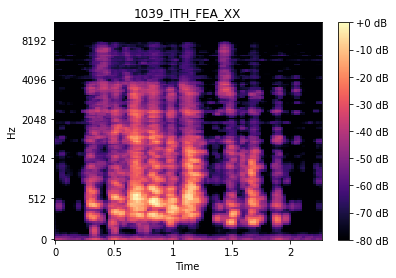 1039_ITH_FEA_XX
+0 dB
8192
-10 dB
4096
-20 dB
-30 dB
2048
Hz
-40 dB
1024
-50 dB
512
-60 dB
-70 dB
0
-80 dB
0 0.5 1 1.5 2
Time